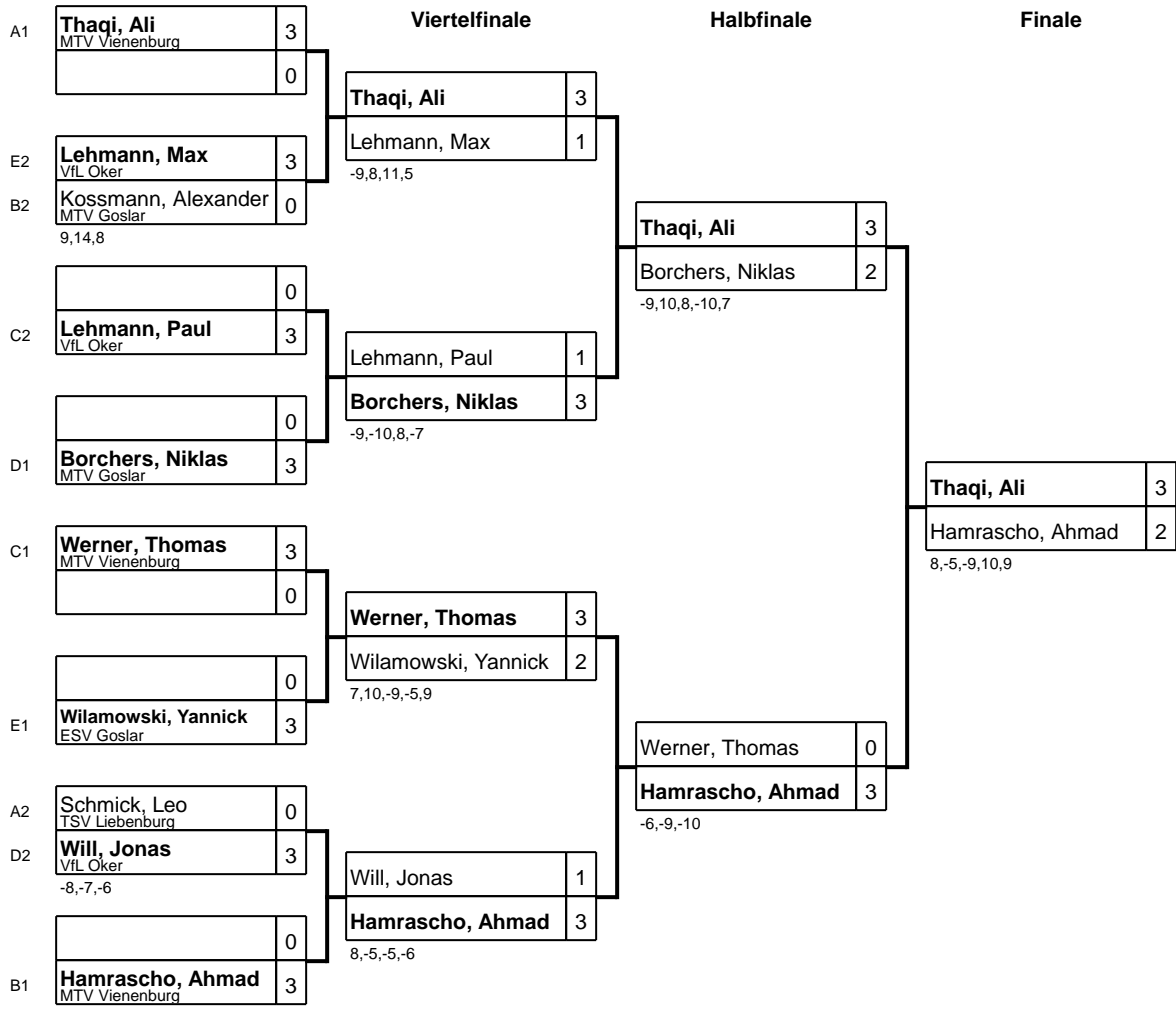 Viertelfinale
Halbfinale
Finale
A1
Thaqi, Ali
MTV Vienenburg
3
0
E2
Lehmann, Max
VfL Oker
3
B2
Kossmann, Alexander
MTV Goslar
0
9,14,8
0
C2
Lehmann, Paul
VfL Oker
3
0
D1
Borchers, Niklas
MTV Goslar
3
C1
Werner, Thomas
MTV Vienenburg
3
0
0
E1
Wilamowski, Yannick
ESV Goslar
3
A2
Schmick, Leo
TSV Liebenburg
0
D2
Will, Jonas
VfL Oker
3
-8,-7,-6
0
B1
Hamrascho, Ahmad
MTV Vienenburg
3
Thaqi, Ali 3
Lehmann, Max 1
-9,8,11,5
Lehmann, Paul 1
Borchers, Niklas 3
-9,-10,8,-7
Werner, Thomas 3
Wilamowski, Yannick 2
7,10,-9,-5,9
Will, Jonas 1
Hamrascho, Ahmad 3
8,-5,-5,-6
Thaqi, Ali 3
Borchers, Niklas 2
-9,10,8,-10,7
Werner, Thomas 0
Hamrascho, Ahmad 3
-6,-9,-10
Thaqi, Ali 3
Hamrascho, Ahmad 2
8,-5,-9,10,9